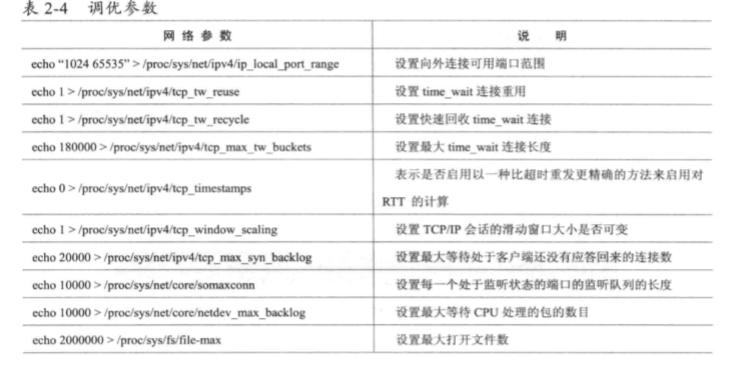 表 2-4 调优参数
网 络 参 数 说 明
echo “1024 65535” > /proc/sys/net/ipv4/ip_local_port_range 设置向外连接可用端口范围
echo 1 > /proc/sys/net/ipv4/tcp_tw_reuse 设置 time_wait 连接重用
echo 1 > /proc/sys/net/ipv4/tcp_tw_recycle 设置快速回收 time_wait 连接
echo 180000 > /proc/sys/net/ipv4/tcp_max_tw_buckets 设置最大 time_wait 连接长度
echo 0 > /proc/sys/net/ipv4/tcp_timestamps 表示是否启用以一种比超时重发更精确的方法来启用对
RTT 的计算
echo 1 > /proc/sys/net/ipv4/tcp_window_scaling 设置 TCP/IP 会话的滑动窗口大小是否可变
echo 20000 > /proc/sys/net/ipv4/tcp_max_syn_backlog 设置最大等待处于客户端还没有应答回来的连接数
echo 10000 > /proc/sys/net/core/somaxconn 设置每一个处于监听状态的端口的监听队列的长度
echo 10000 > /proc/sys/net/core/netdev_max_backlog 设置最大等待 CPU 处理的包的数目
echo 2000000 > /proc/sys/fs/file-max 设置最大打开文件数